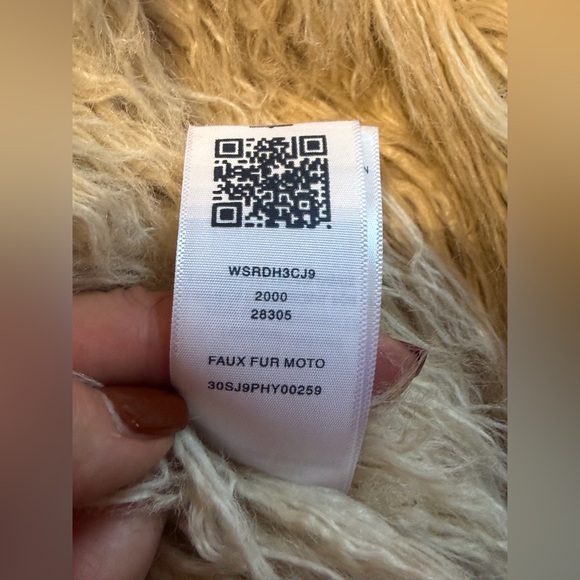 WSRDH3CJ9
2000
28305
FAUX FUR MOTO
30SJ9PHY00259
N